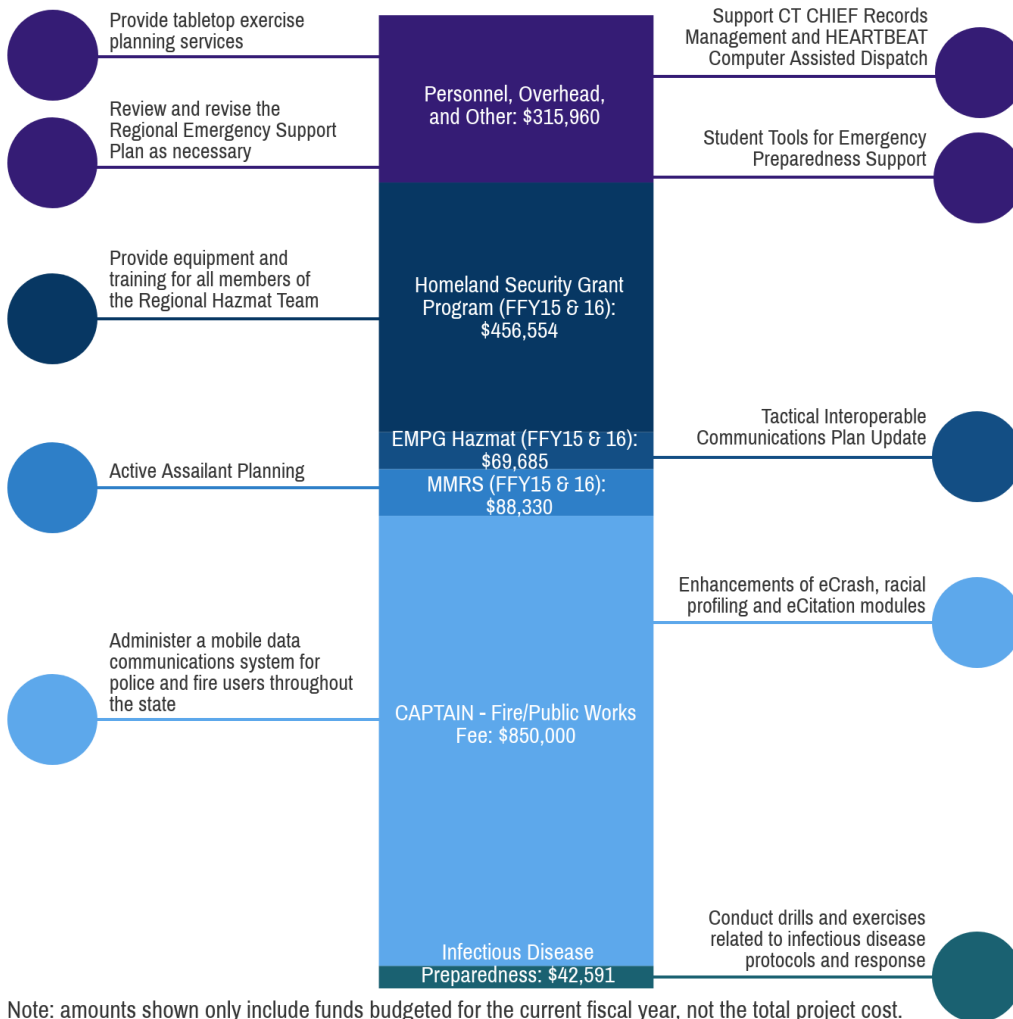 Provide tabletop exercise
planning services
Support CT CHIEF Records
Management and HEARTBEAT
Computer Assisted Dispatch
Personnel, Overhead,
and Other: $315,960
Review and revise the
Regional Emergency Support
Plan as necessary
Student Tools for Emergency
Preparedness Support
Provide equipment and
training for all members of
the Regional Hazmat Team
Homeland Security Grant
Program (FFY15 & 16):
$456,554
EMPG Hazmat (FFY15 & 16):
$69,685
Tactical Interoperable
Communications Plan Update
Active Assailant Planning
MMRS (FFY15 & 16):
$88,330
Enhancements of eCrash, racial
profiling and eCitation modules
Administer a mobile data
communications system for
police and fire users throughout
the state
CAPTAIN - Fire/Public Works
Fee: $850,000
Infectious Disease
Preparedness: $42,591
Conduct drills and exercises
related to infectious disease
protocols and response
Note: amounts shown only include funds budgeted for the current fiscal year, not the total project cost.